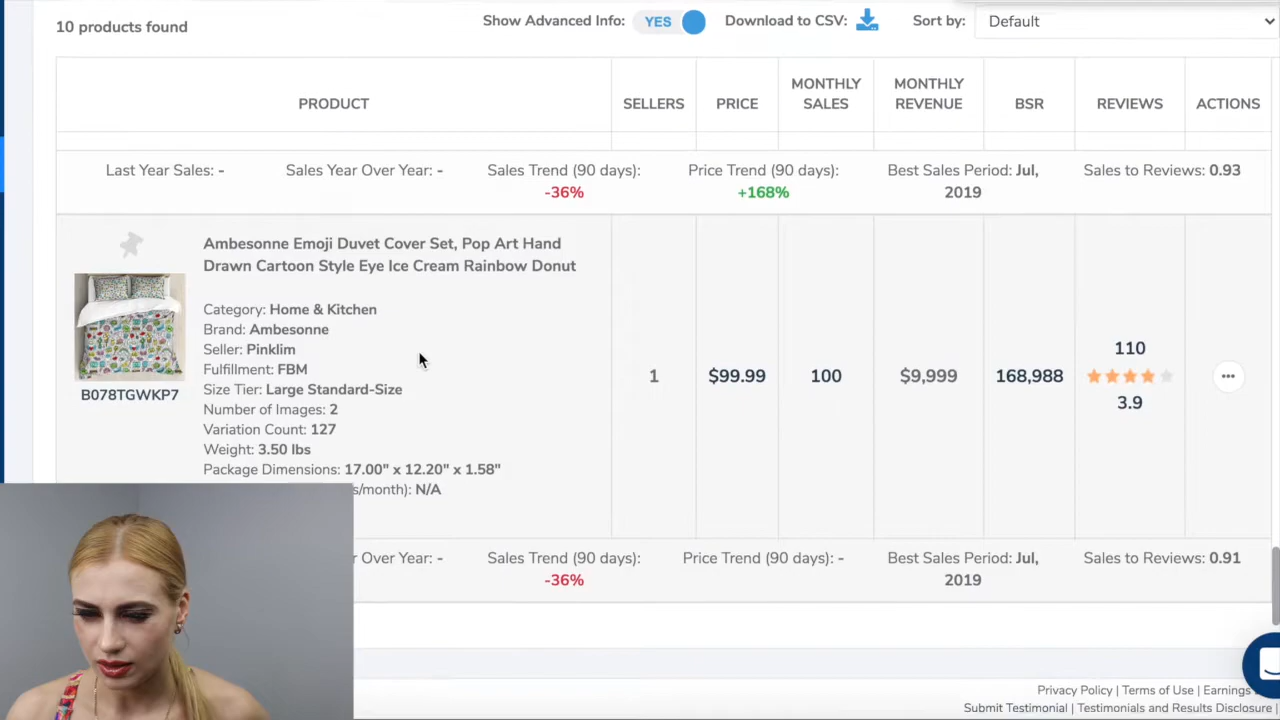 10 products found
Show Advanced Info: YES
Download to CSV:
Sort by: Default
PRODUCT
SELLERS
PRICE
MONTHLY
SALES
MONTHLY
REVENUE
BSR
REVIEWS
ACTIONS
Last Year Sales: -
Sales Year Over Year: -
Sales Trend (90 days):
-36%
Price Trend (90 days):
+168%
Best Sales Period: Jul,
2019
Sales to Reviews: 0.93
Ambesonne Emoji Duvet Cover Set, Pop Art Hand
Drawn Cartoon Style Eye Ice Cream Rainbow Donut
Category: Home & Kitchen
Brand: Ambesonne
Seller: Pinklim
Fulfillment: FBM
Size Tier: Large Standard-Size
Number of Images: 2
Variation Count: 127
Weight: 3.50 lbs
Package Dimensions: 17.00" x 12.20" x 1.58"
s/month): N/A
B078TGWKP7
1
$99.99
100
$9,999
168,988
110
3.9
r Over Year: -
Sales Trend (90 days):
-36%
Price Trend (90 days): -
Best Sales Period: Jul,
2019
Sales to Reviews: 0.91
Privacy Policy | Terms of Use | Earnings
Submit Testimonial | Testimonials and Results Disclosure |